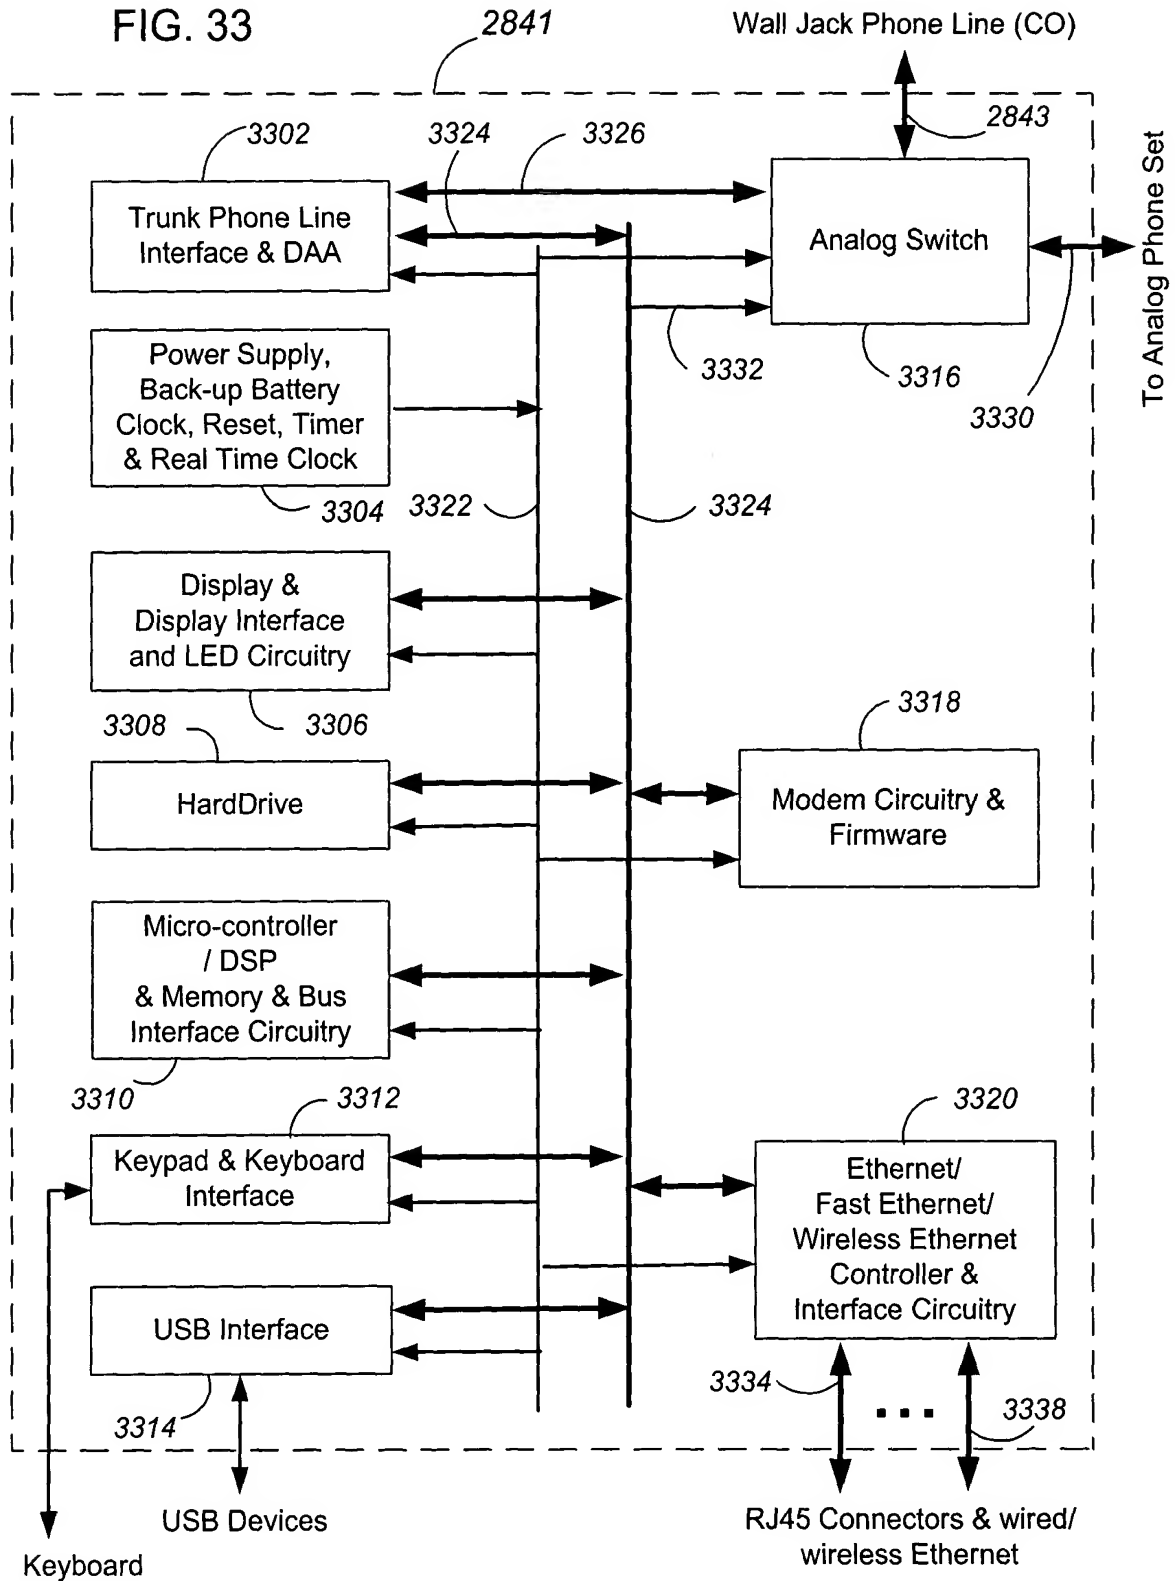 FIG. 33
2841
Wall Jack Phone Line (CO)
2843
3302
3324
3326
Trunk Phone Line
Interface & DAA
Analog Switch
To Analog Phone Set
3332
3316
3330
Power Supply,
Back-up Battery
Clock, Reset, Timer
& Real Time Clock
3304
3322
3324
Display &
Display Interface
and LED Circuitry
3306
3308
HardDrive
3318
Modem Circuitry &
Firmware
Micro-controller
/ DSP
& Memory & Bus
Interface Circuitry
3310
3312
Keypad & Keyboard
Interface
3320
Ethernet/
Fast Ethernet/
Wireless Ethernet
Controller &
Interface Circuitry
USB Interface
3314
3334
3338
USB Devices
Keyboard
RJ45 Connectors & wired/
wireless Ethernet